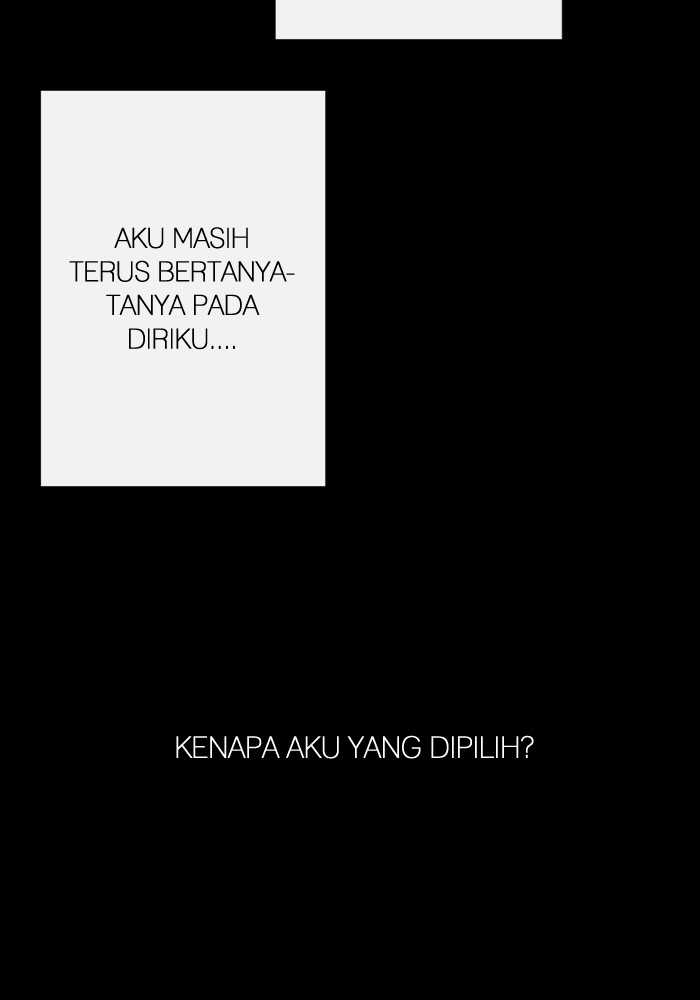 AKU MASIH
TERUS BERTANYA-
TANYA PADA
DIRIKU....
KENAPA AKU YANG DIPILIH?